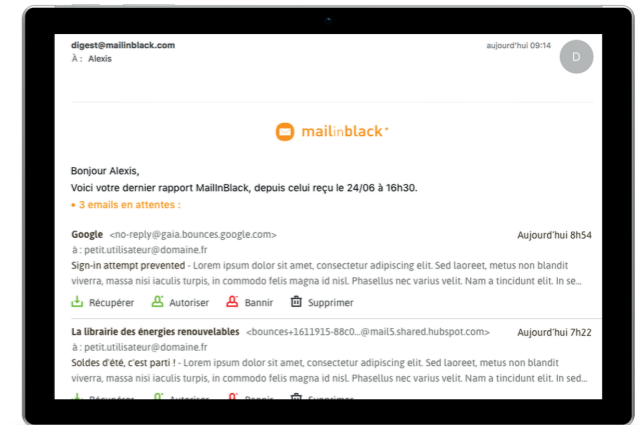 digest@mailinblack.com
aujourd'hui 09:14
À : Alexis
D
mailinblack
Bonjour Alexis,
Voici votre dernier rapport MailInBlack, depuis celui reçu le 24/06 à 16h30.
• 3 emails en attentes :
Google <no-reply@gaia.bounces.google.com> Aujourd'hui 8h54
à : petit.utilisateur@domaine.fr
Sign-in attempt prevented - Lorem ipsum dolor sit amet, consectetur adipiscing elit. Sed laoreet, metus non blandit
viverra, massa nisi iaculis turpis, in commodo felis magna id nisl. Phasellus nec varius velit. Nam a tincidunt elit. In se...
Récupérer Autoriser Bannir Supprimer
La librairie des énergies renouvelables <bounces+1611915-88c0...@mail5.shared.hubspot.com> Aujourd'hui 7h22
à : petit.utilisateur@domaine.fr
Soldes d'été, c'est parti ! - Lorem ipsum dolor sit amet, consectetur adipiscing elit. Sed laoreet, metus non blandit
viverra, massa nisi iaculis turpis, in commodo felis magna id nisl. Phasellus nec varius velit. Nam a tincidunt elit. In sed...
Récupérer Autoriser Bannir Supprimer